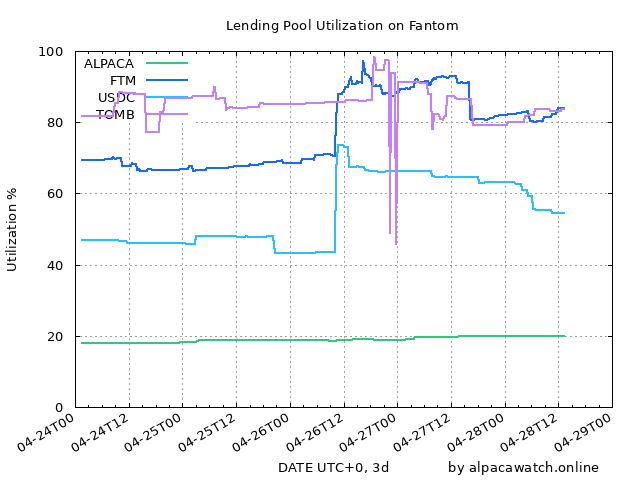 Lending Pool Utilization on Fantom
100
80
60
40
20
0
Utilization %
ALPACA
FTM
USDC
TOMB
04-24T00
04-24T12
04-25T00
04-25T12
04-26T00
04-26T12
04-27T00
04-27T12
04-28T00
04-28T12
04-29T00
DATE UTC+0, 3d
by alpacawatch.online